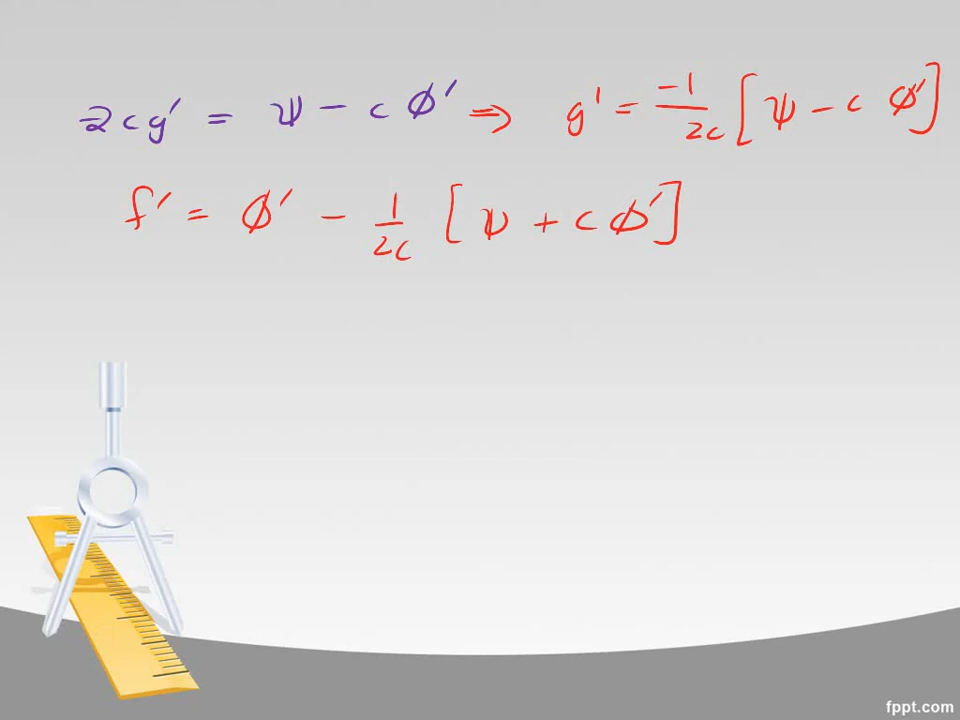 -2cg' = ψ - cφ' ⇒ g' = -1/2c [ψ - cφ']
f' = φ' - 1/2c [ψ + cφ']
fppt.com